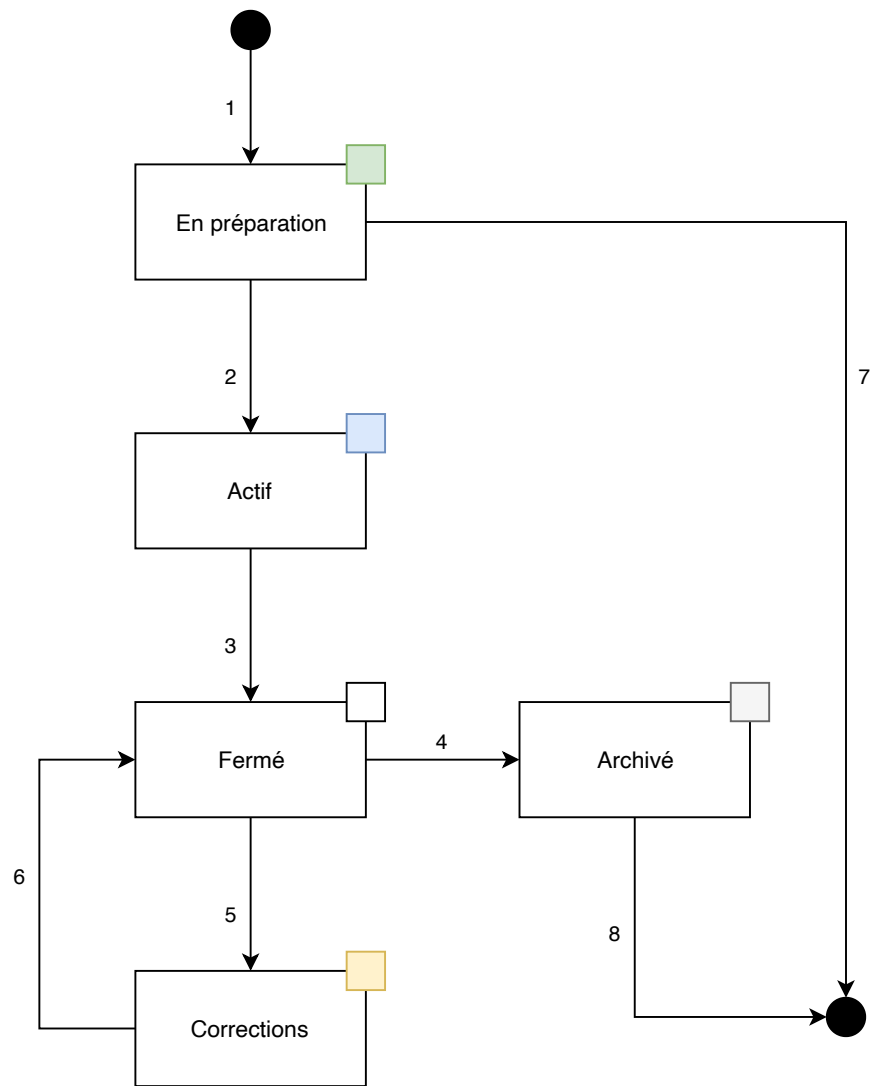 1
En préparation
2
7
Actif
3
Fermé
4
Archivé
6
5
8
Corrections